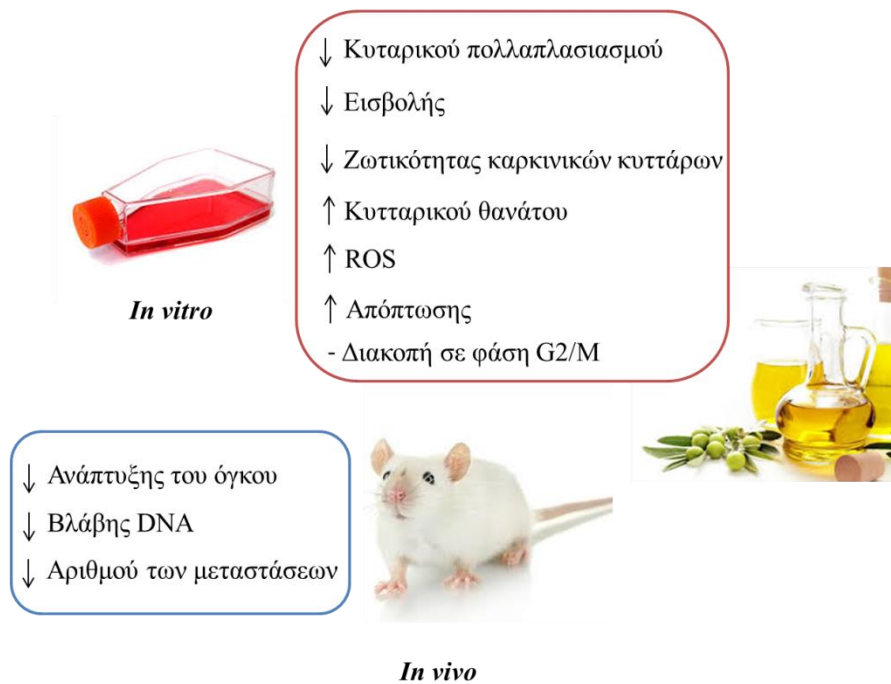 ↓ Κυταρικού πολλαπλασιασμού
↓ Εισβολής
↓ Ζωτικότητας καρκινικών κυττάρων
↑ Κυτταρικού θανάτου
↑ ROS
↑ Απόπτωσης
- Διακοπή σε φάση G2/M
In vitro
↓ Ανάπτυξης του όγκου
↓ Βλάβης DNA
↓ Αριθμού των μεταστάσεων
In vivo